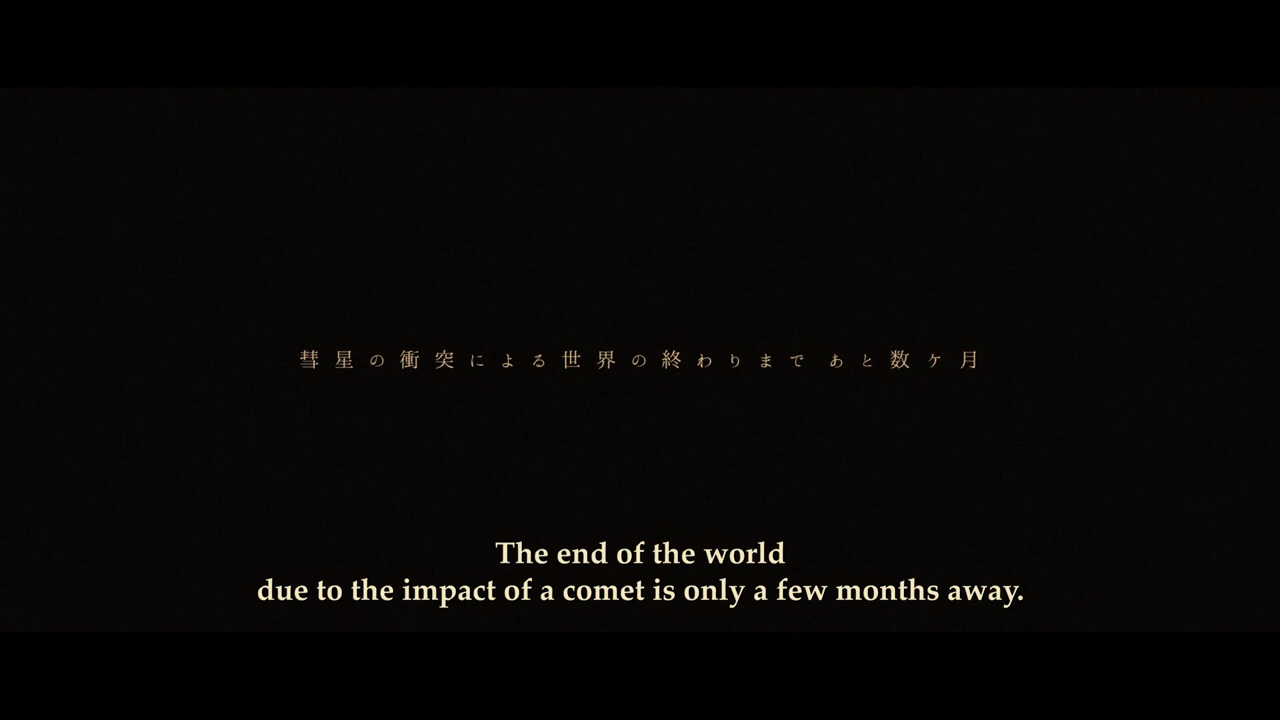 彗星の衝突による世界の終わりまで あと数ケ月
The end of the world
due to the impact of a comet is only a few months away.